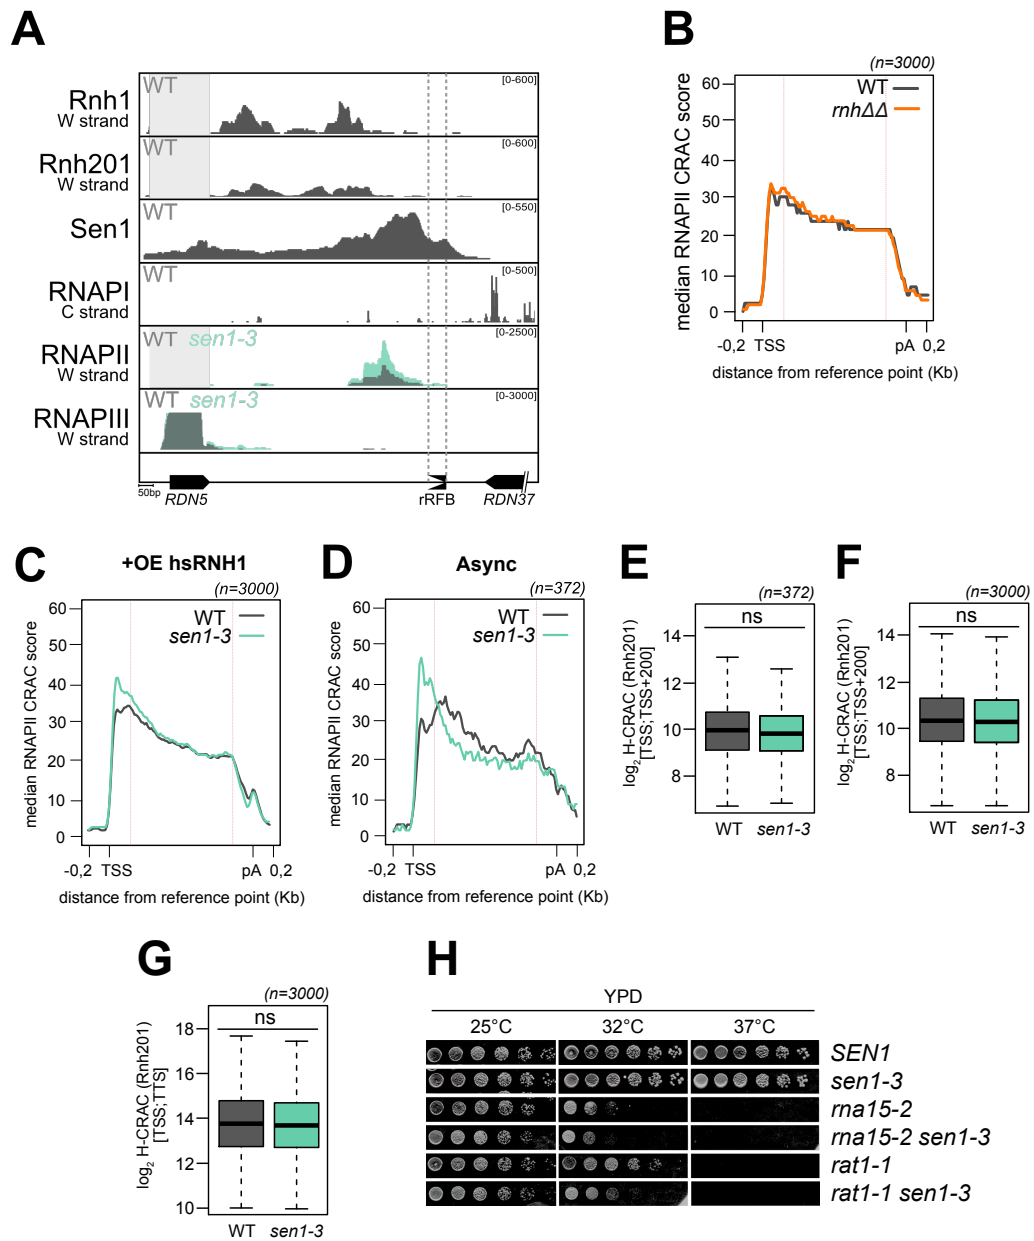 A
WT
[0-600]
Rnh1
W strand
WT
[0-600]
Rnh201
W strand
WT
[0-550]
Sen1
WT
[0-500]
RNAPI
C strand
WT sen1-3
[0-2500]
RNAPII
W strand
WT sen1-3
[0-3000]
RNAPIII
W strand
50bp
RDN5
rRFB
RDN37
B
(n=3000)
WT
rnhΔΔ
median RNAPII CRAC score
60
50
40
30
20
10
0
-0,2 TSS pA 0,2
distance from reference point (Kb)
C
+OE hsRNH1
(n=3000)
WT
sen1-3
median RNAPII CRAC score
60
50
40
30
20
10
0
-0,2 TSS pA 0,2
distance from reference point (Kb)
D
Async
(n=372)
WT
sen1-3
median RNAPII CRAC score
60
50
40
30
20
10
0
-0,2 TSS pA 0,2
distance from reference point (Kb)
E
(n=372)
ns
log2 H-CRAC (Rnh201)
[TSS;TSS+200]
14
12
10
8
WT sen1-3
F
(n=3000)
ns
log2 H-CRAC (Rnh201)
[TSS;TSS+200]
14
12
10
8
WT sen1-3
G
(n=3000)
ns
log2 H-CRAC (Rnh201)
[TSS;TTS]
18
16
14
12
10
WT sen1-3
H
YPD
25°C 32°C 37°C
SEN1
sen1-3
rna15-2
rna15-2 sen1-3
rat1-1
rat1-1 sen1-3